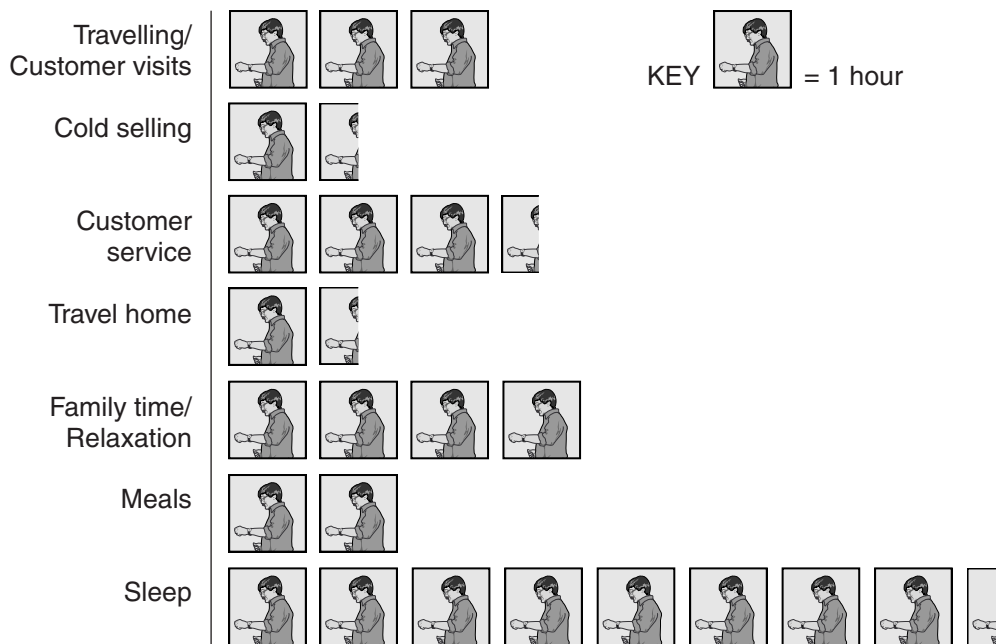 Travelling/
Customer visits
KEY = 1 hour
Cold selling
Customer
service
Travel home
Family time/
Relaxation
Meals
Sleep